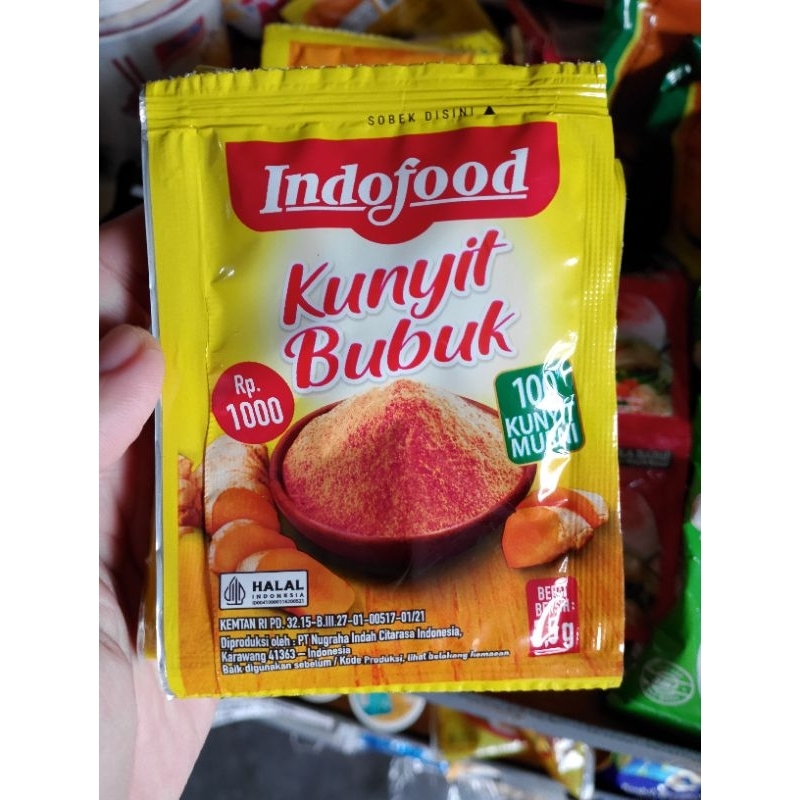 SOBEK DISINI
Indofood
Kunyit
Bubuk
Rp.
1000
100%
KUNYIT
MURNI
HALAL
INDONESIA
BERAT
BERSIH:
KEMTAN RI PD. 32.15-B.III.27-01-00517-01/21
Diproduksi oleh : PT Nugraha Indah Citarasa Indonesia,
Karawang 41363 – Indonesia
Baik digunakan sebelum / Kode Produksi, lihat belakang kemasan